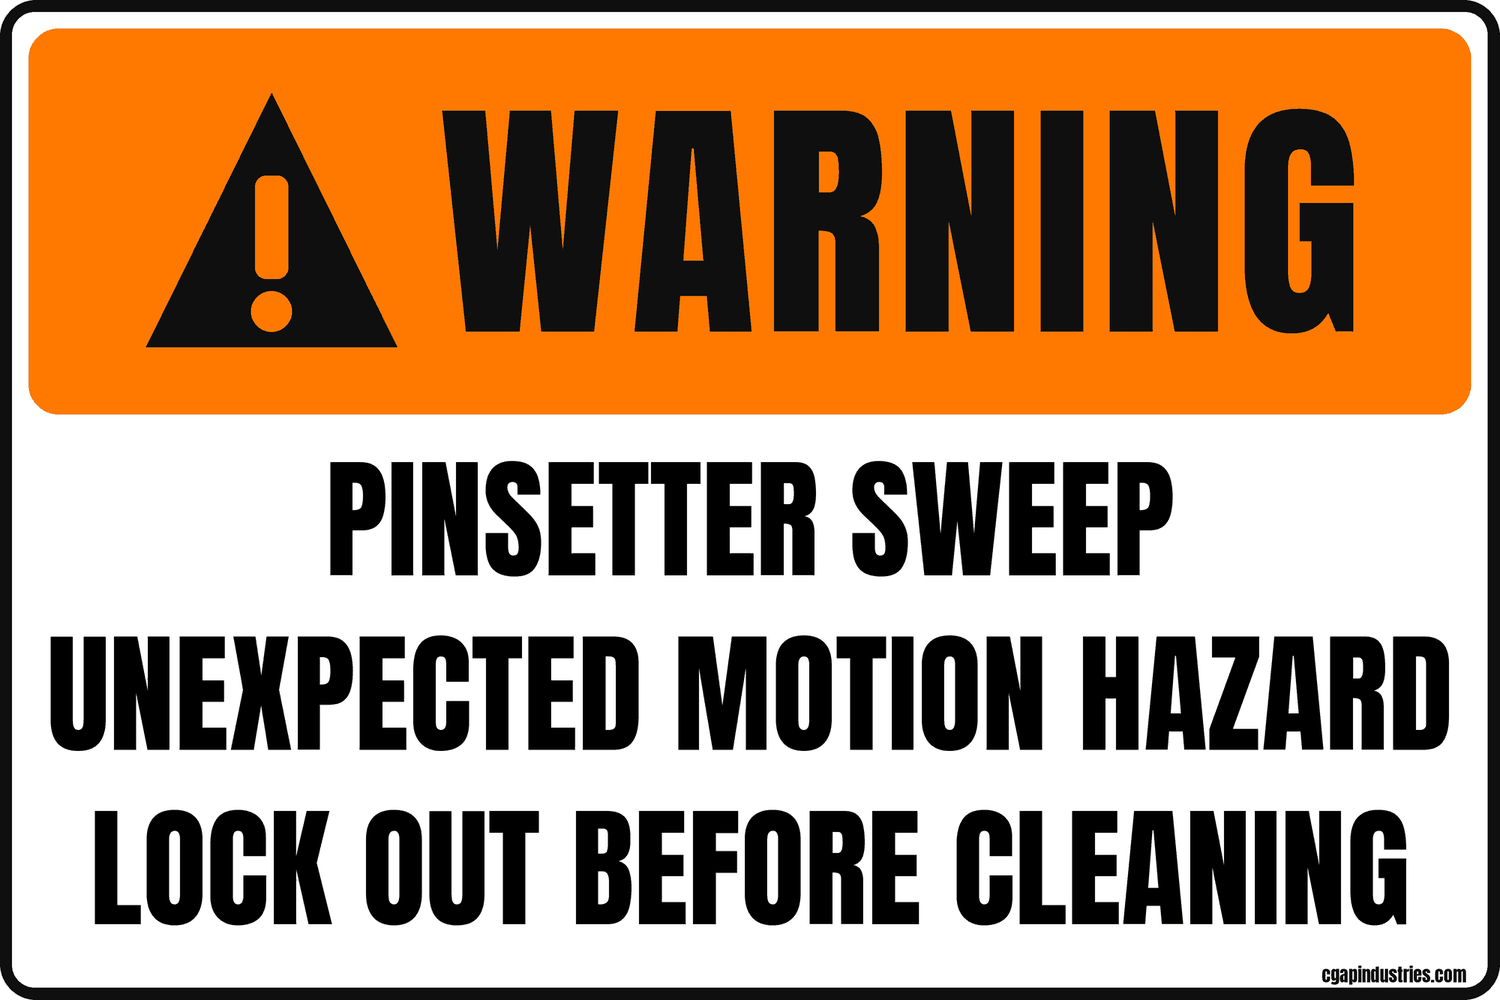 WARNING
PINSETTER SWEEP
UNEXPECTED MOTION HAZARD
LOCK OUT BEFORE CLEANING
cgapindustries.com